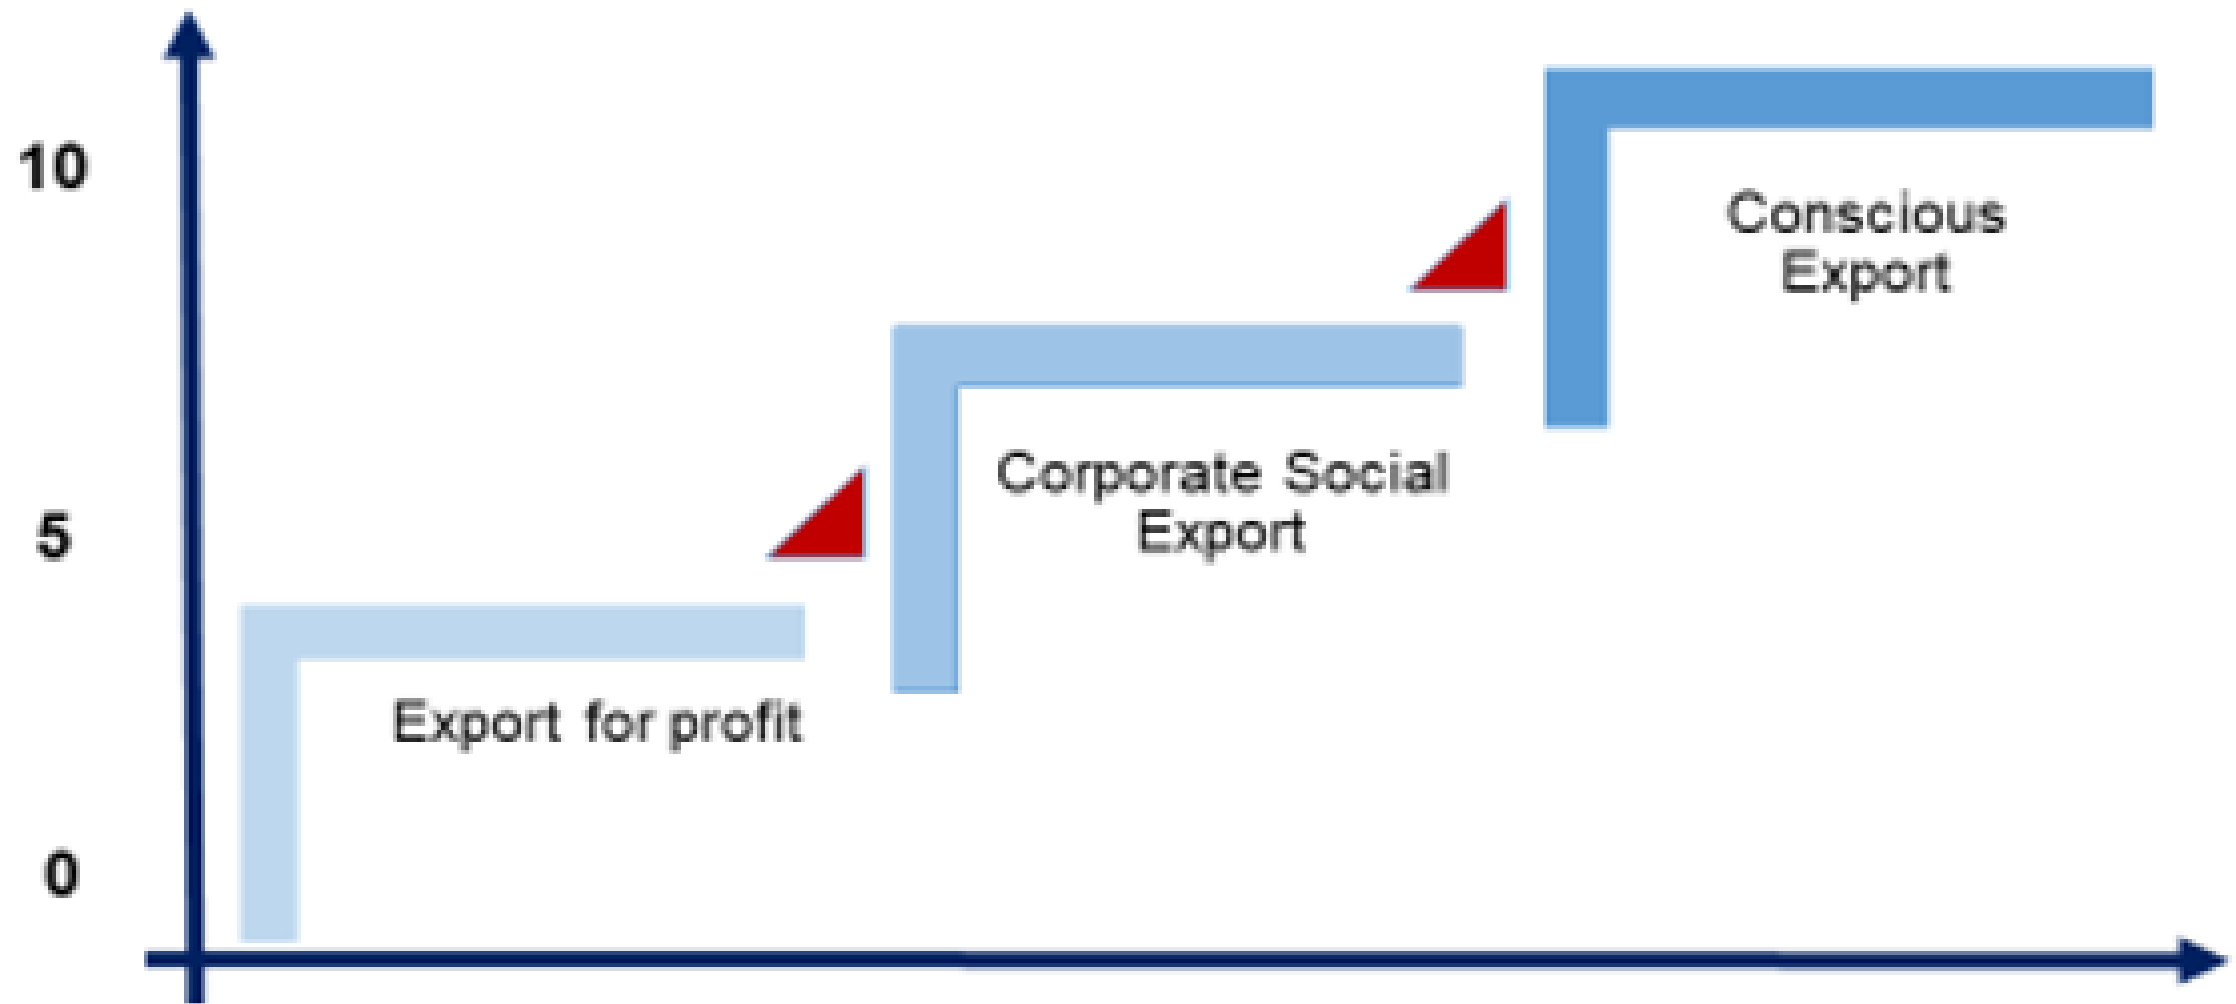 10
Conscious
Export
Corporate Social
Export
5
Export for profit
0